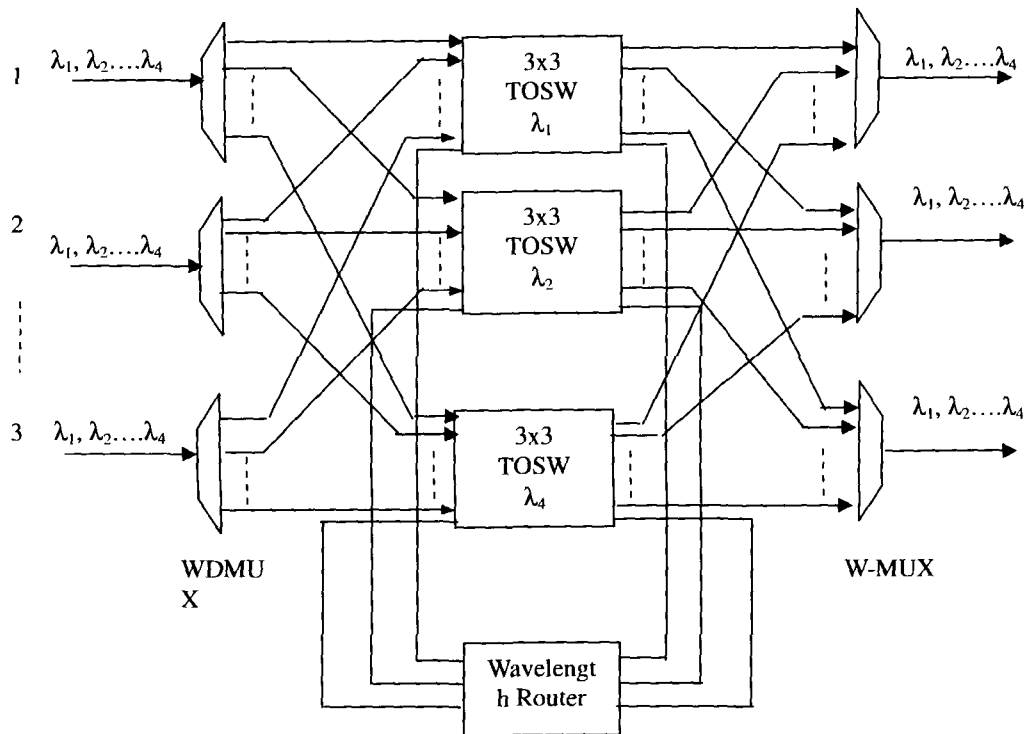 1
λ₁, λ₂....λ₄
3x3
TOSW
λ₁
λ₁, λ₂....λ₄
2
λ₁, λ₂....λ₄
3x3
TOSW
λ₂
λ₁, λ₂....λ₄
3
λ₁, λ₂....λ₄
3x3
TOSW
λ₄
λ₁, λ₂....λ₄
WDMU
X
W-MUX
Wavelengt
h Router